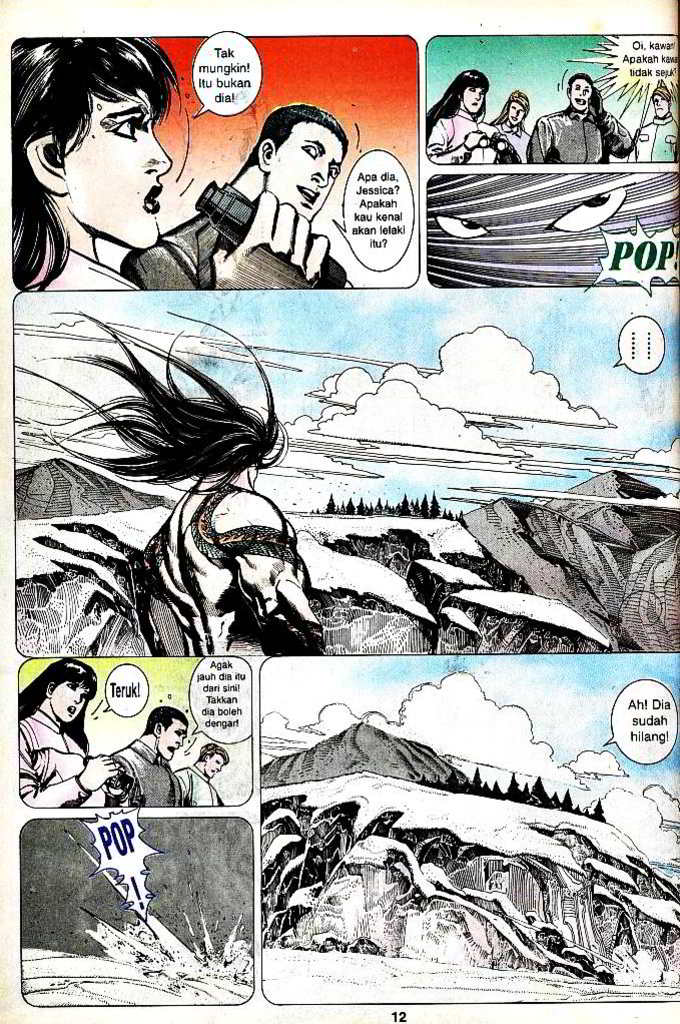 Tak
mungkin!
Itu bukan
dia!
Apa dia,
Jessica?
Apakah
kau kenal
akan lelaki
itu?
Oi, kawan
Apakah
tidak sejuk
POP!
Teruk!
Agak
jauh dia itu
dari sini!
Takkan
dia boleh
dengar!
Ah! Dia
sudah
hilang!
POP
!
12